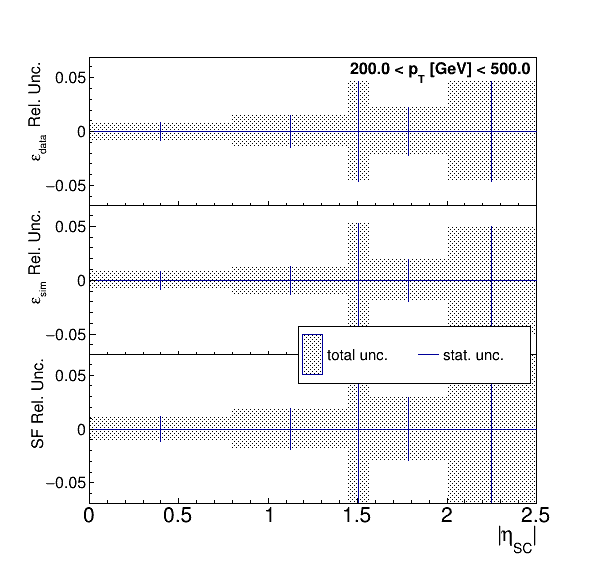 200.0 < p_T [GeV] < 500.0
ε_data Rel. Unc.
0.05
0
−0.05
ε_sim Rel. Unc.
0.05
0
−0.05
total unc. stat. unc.
SF Rel. Unc.
0.05
0
−0.05
0 0.5 1 1.5 2 2.5
|η_SC|